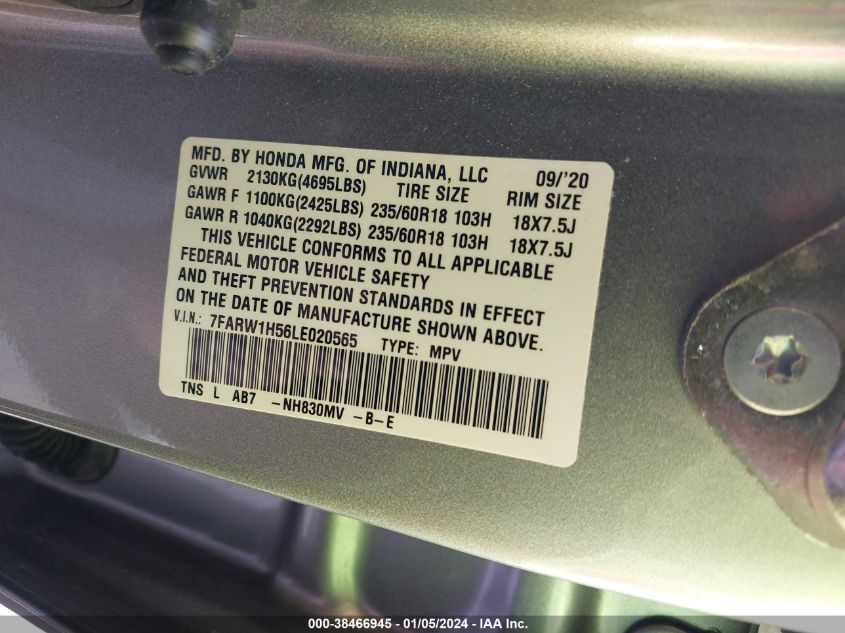 MFD. BY HONDA MFG. OF INDIANA, LLC 09/'20
GVWR 2130KG(4695LBS) TIRE SIZE RIM SIZE
GAWR F 1100KG(2425LBS) 235/60R18 103H 18X7.5J
GAWR R 1040KG(2292LBS) 235/60R18 103H 18X7.5J
THIS VEHICLE CONFORMS TO ALL APPLICABLE
FEDERAL MOTOR VEHICLE SAFETY
AND THEFT PREVENTION STANDARDS IN EFFECT
ON THE DATE OF MANUFACTURE SHOWN ABOVE.
V.I.N.: 7FARW1H56LE020565 TYPE: MPV
TNS L AB7 -NH830MV -B-E
000-38466945 - 01/05/2024 - IAA Inc.